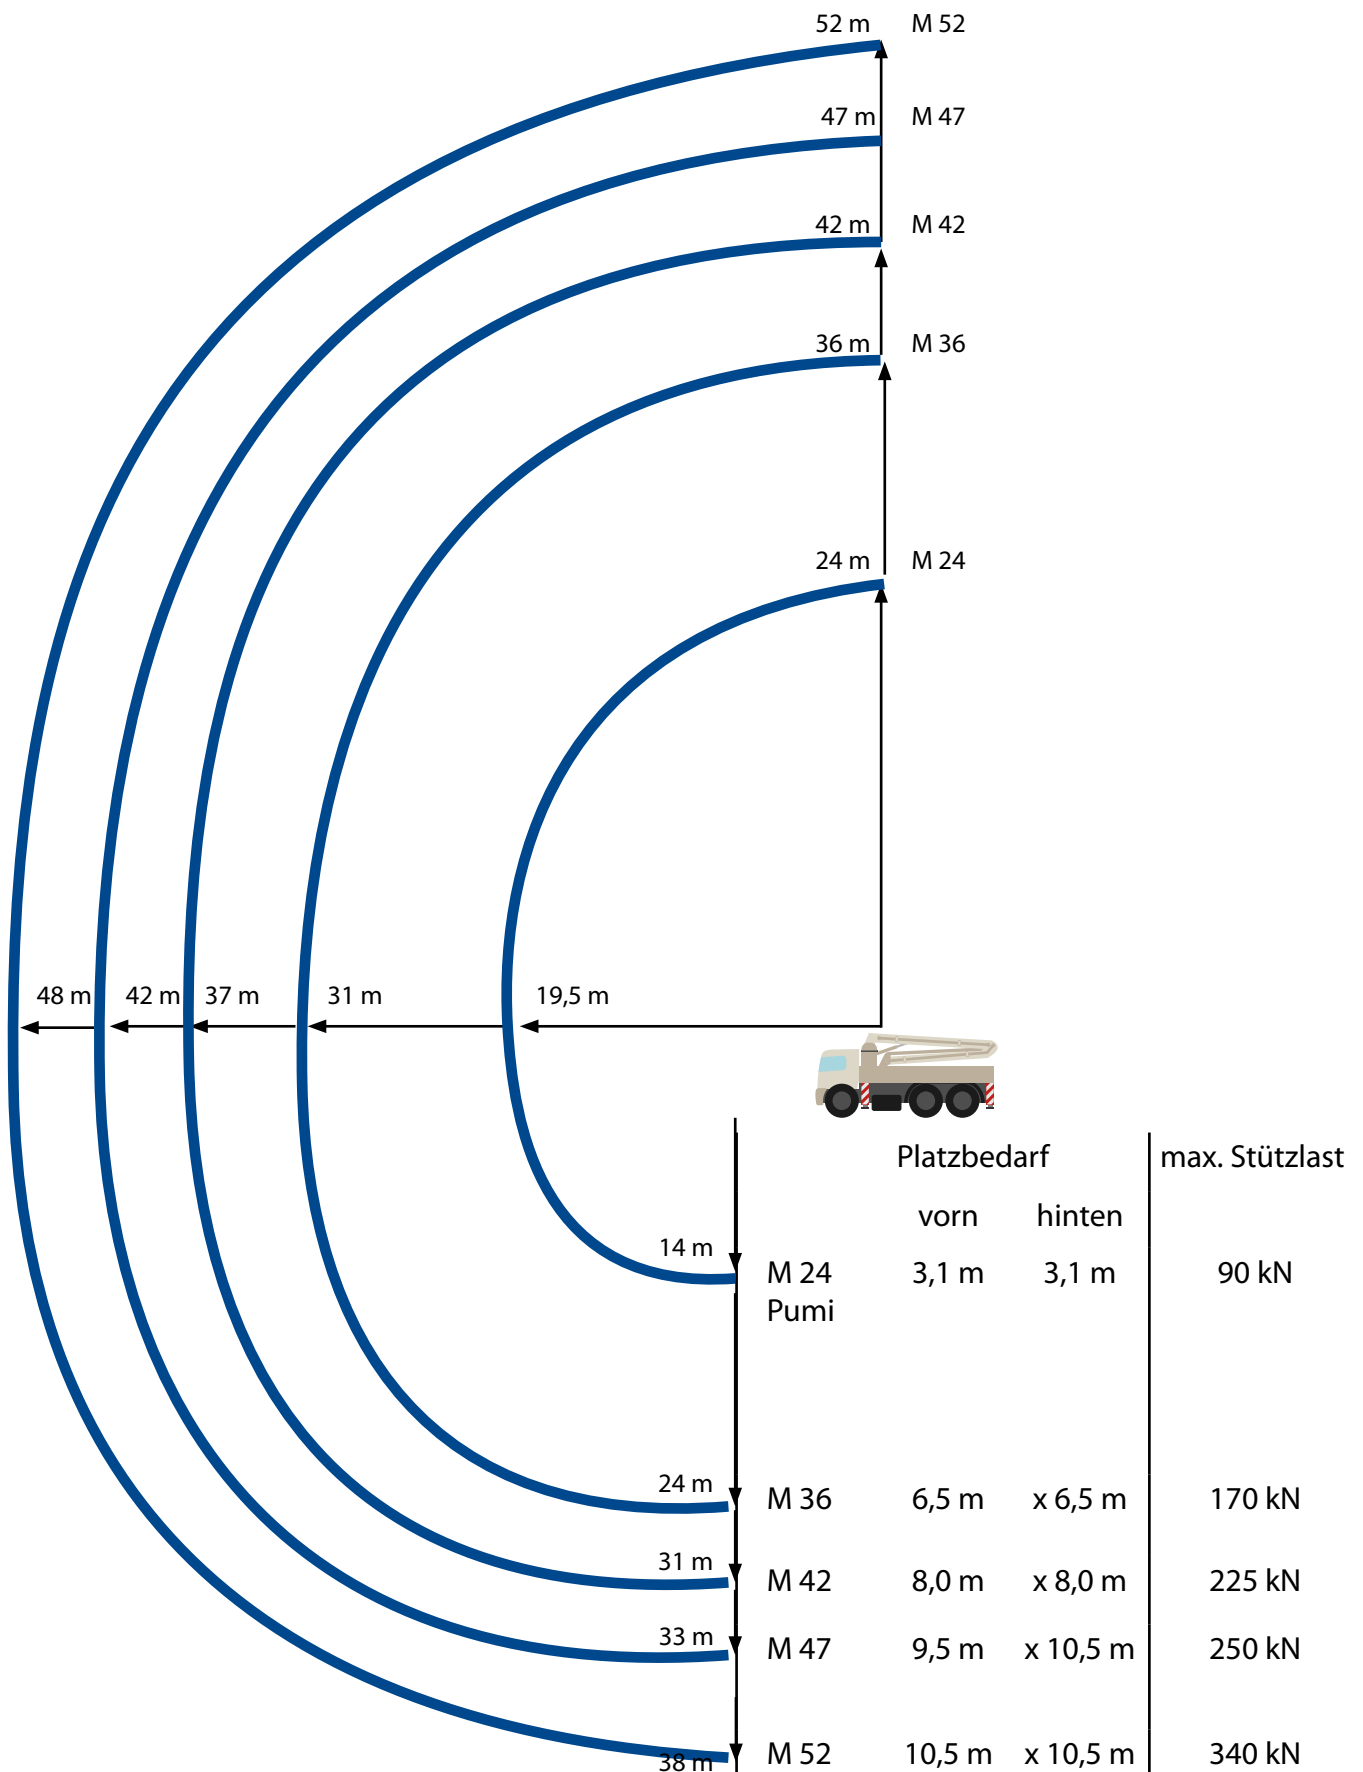 52 m M 52
47 m M 47
42 m M 42
36 m M 36
24 m M 24
48 m 42 m 37 m 31 m 19,5 m
Platzbedarf max. Stützlast
vorn hinten
14 m M 24 3,1 m 3,1 m 90 kN
Pumi
24 m M 36 6,5 m x 6,5 m 170 kN
31 m M 42 8,0 m x 8,0 m 225 kN
33 m M 47 9,5 m x 10,5 m 250 kN
38 m M 52 10,5 m x 10,5 m 340 kN